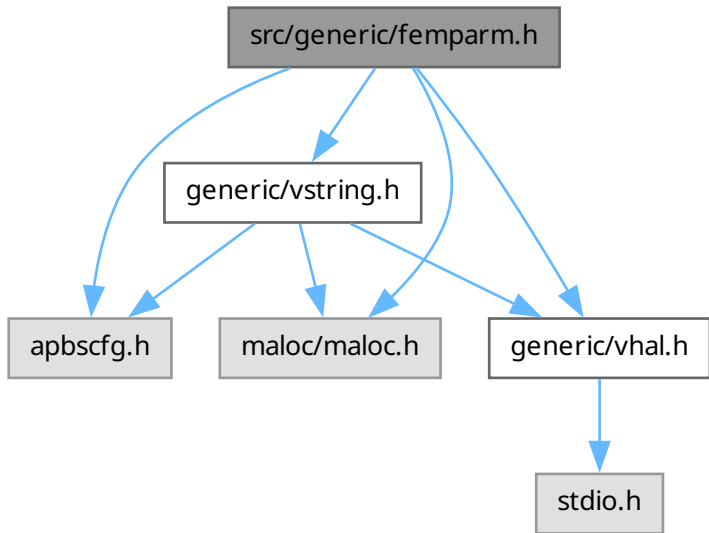 src/generic/femparm.h
generic/vstring.h
apbscfg.h
maloc/maloc.h
generic/vhal.h
stdio.h